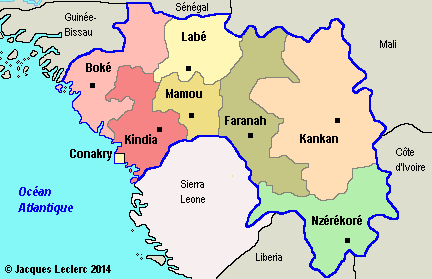 Sénégal
Guinée-
Bissau
Labé
Mali
Boké
Mamou
Faranah
Kankan
Kindia
Conakry
Côte
d'Ivoire
Sierra
Leone
Océan
Atlantique
Nzérékoré
Liberia
© Jacques Leclerc 2014